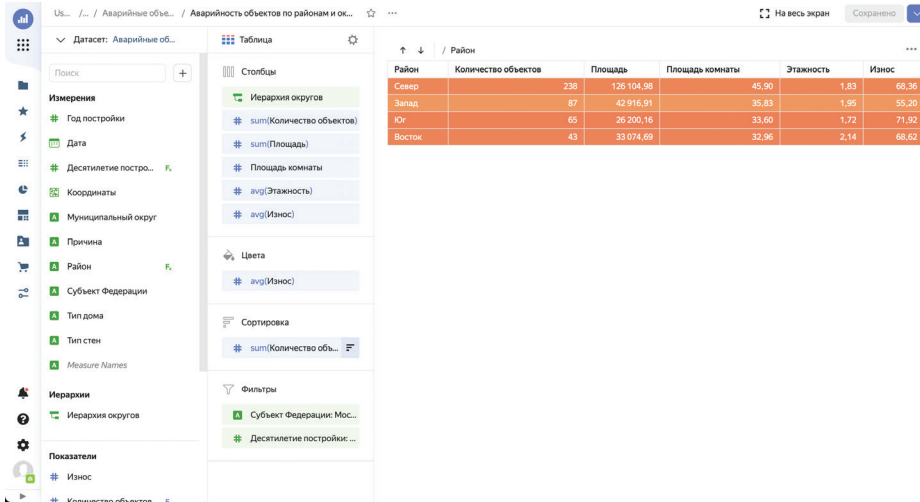 Us... /... / Аварийные объе... / Аварийность объектов по районам и ок...
На весь экран
Сохранено
Датасет: Аварийные об...
Поиск
Измерения
Год постройки
Дата
Десятилетие постро...
Координаты
Муниципальный округ
Причина
Район
Субъект Федерации
Тип дома
Тип стен
Measure Names
Иерархии
Иерархия округов
Показатели
Износ
Количество объектов
Таблица
Столбцы
Иерархия округов
sum(Количество объектов)
sum(Площадь)
Площадь комнаты
avg(Этажность)
avg(Износ)
Цвета
avg(Износ)
Сортировка
sum(Количество объ...
Фильтры
Субъект Федерации: Мос...
Десятилетие постройки: ...
↑ ↓ / Район
Район Количество объектов Площадь Площадь комнаты Этажность Износ
Север 238 126 104,98 45,90 1,83 68,36
Запад 87 42 916,91 35,83 1,95 55,20
Юг 65 26 200,16 33,60 1,72 71,92
Восток 43 33 074,69 32,96 2,14 68,62